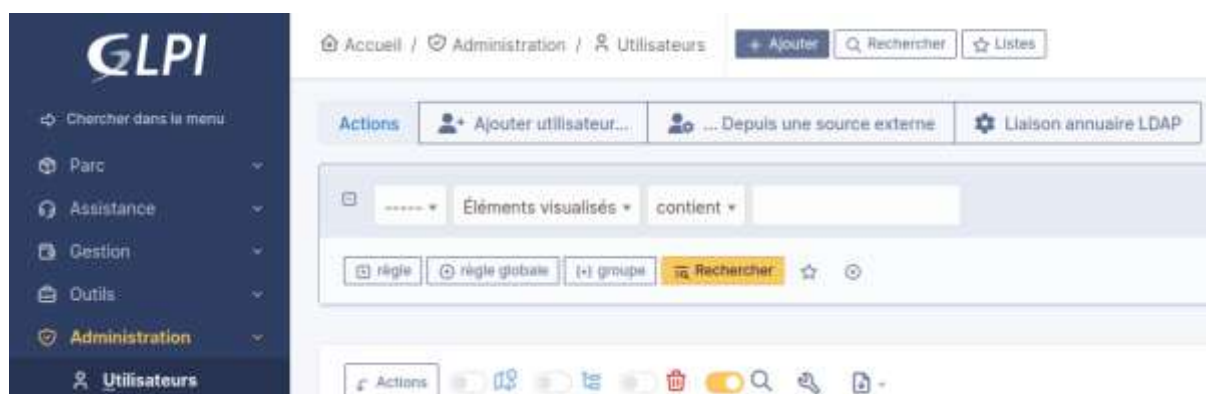 GLPI
Accueil / Administration / Utilisateurs + Ajouter Rechercher Listes
Chercher dans le menu
Actions Ajouter utilisateur... ... Depuis une source externe Liaison annuaire LDAP
Parc
Assistance
----- Éléments visualisés contient
Gestion
règle règle globale (+) groupe Rechercher
Outils
Administration
Utilisateurs
Actions